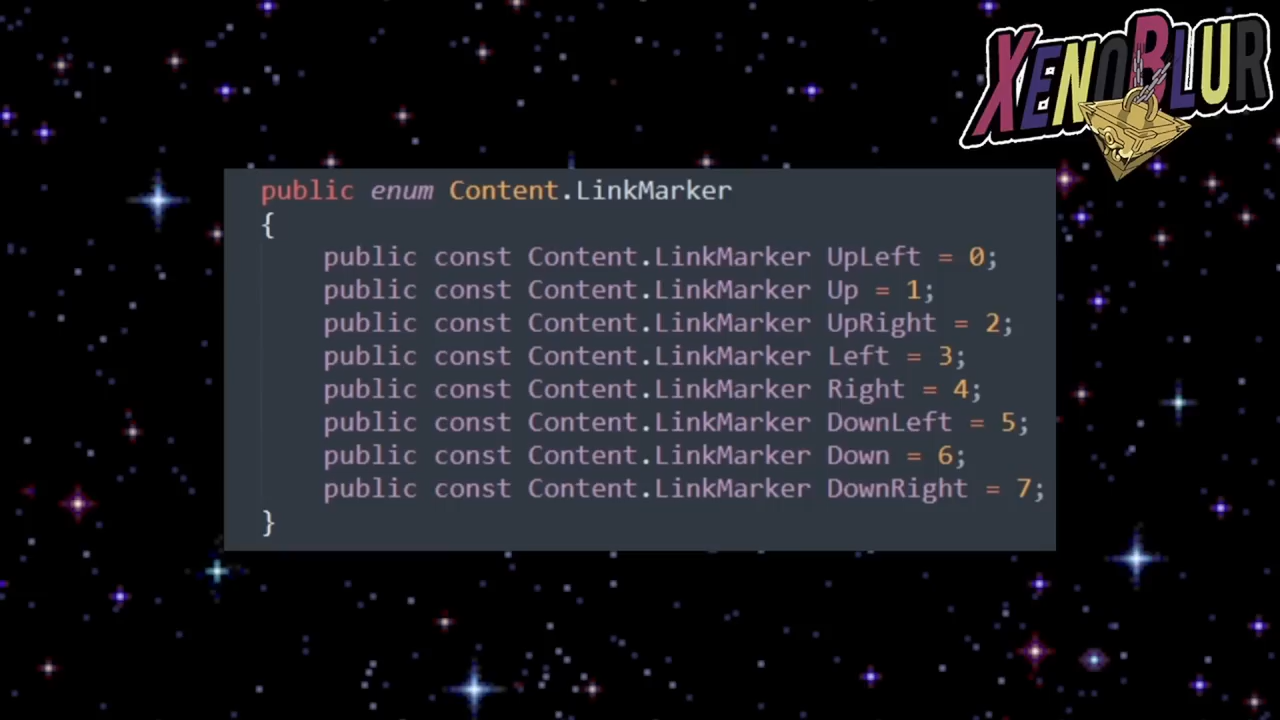 XENOBLUR
public enum Content.LinkMarker
{
public const Content.LinkMarker UpLeft = 0;
public const Content.LinkMarker Up = 1;
public const Content.LinkMarker UpRight = 2;
public const Content.LinkMarker Left = 3;
public const Content.LinkMarker Right = 4;
public const Content.LinkMarker DownLeft = 5;
public const Content.LinkMarker Down = 6;
public const Content.LinkMarker DownRight = 7;
}